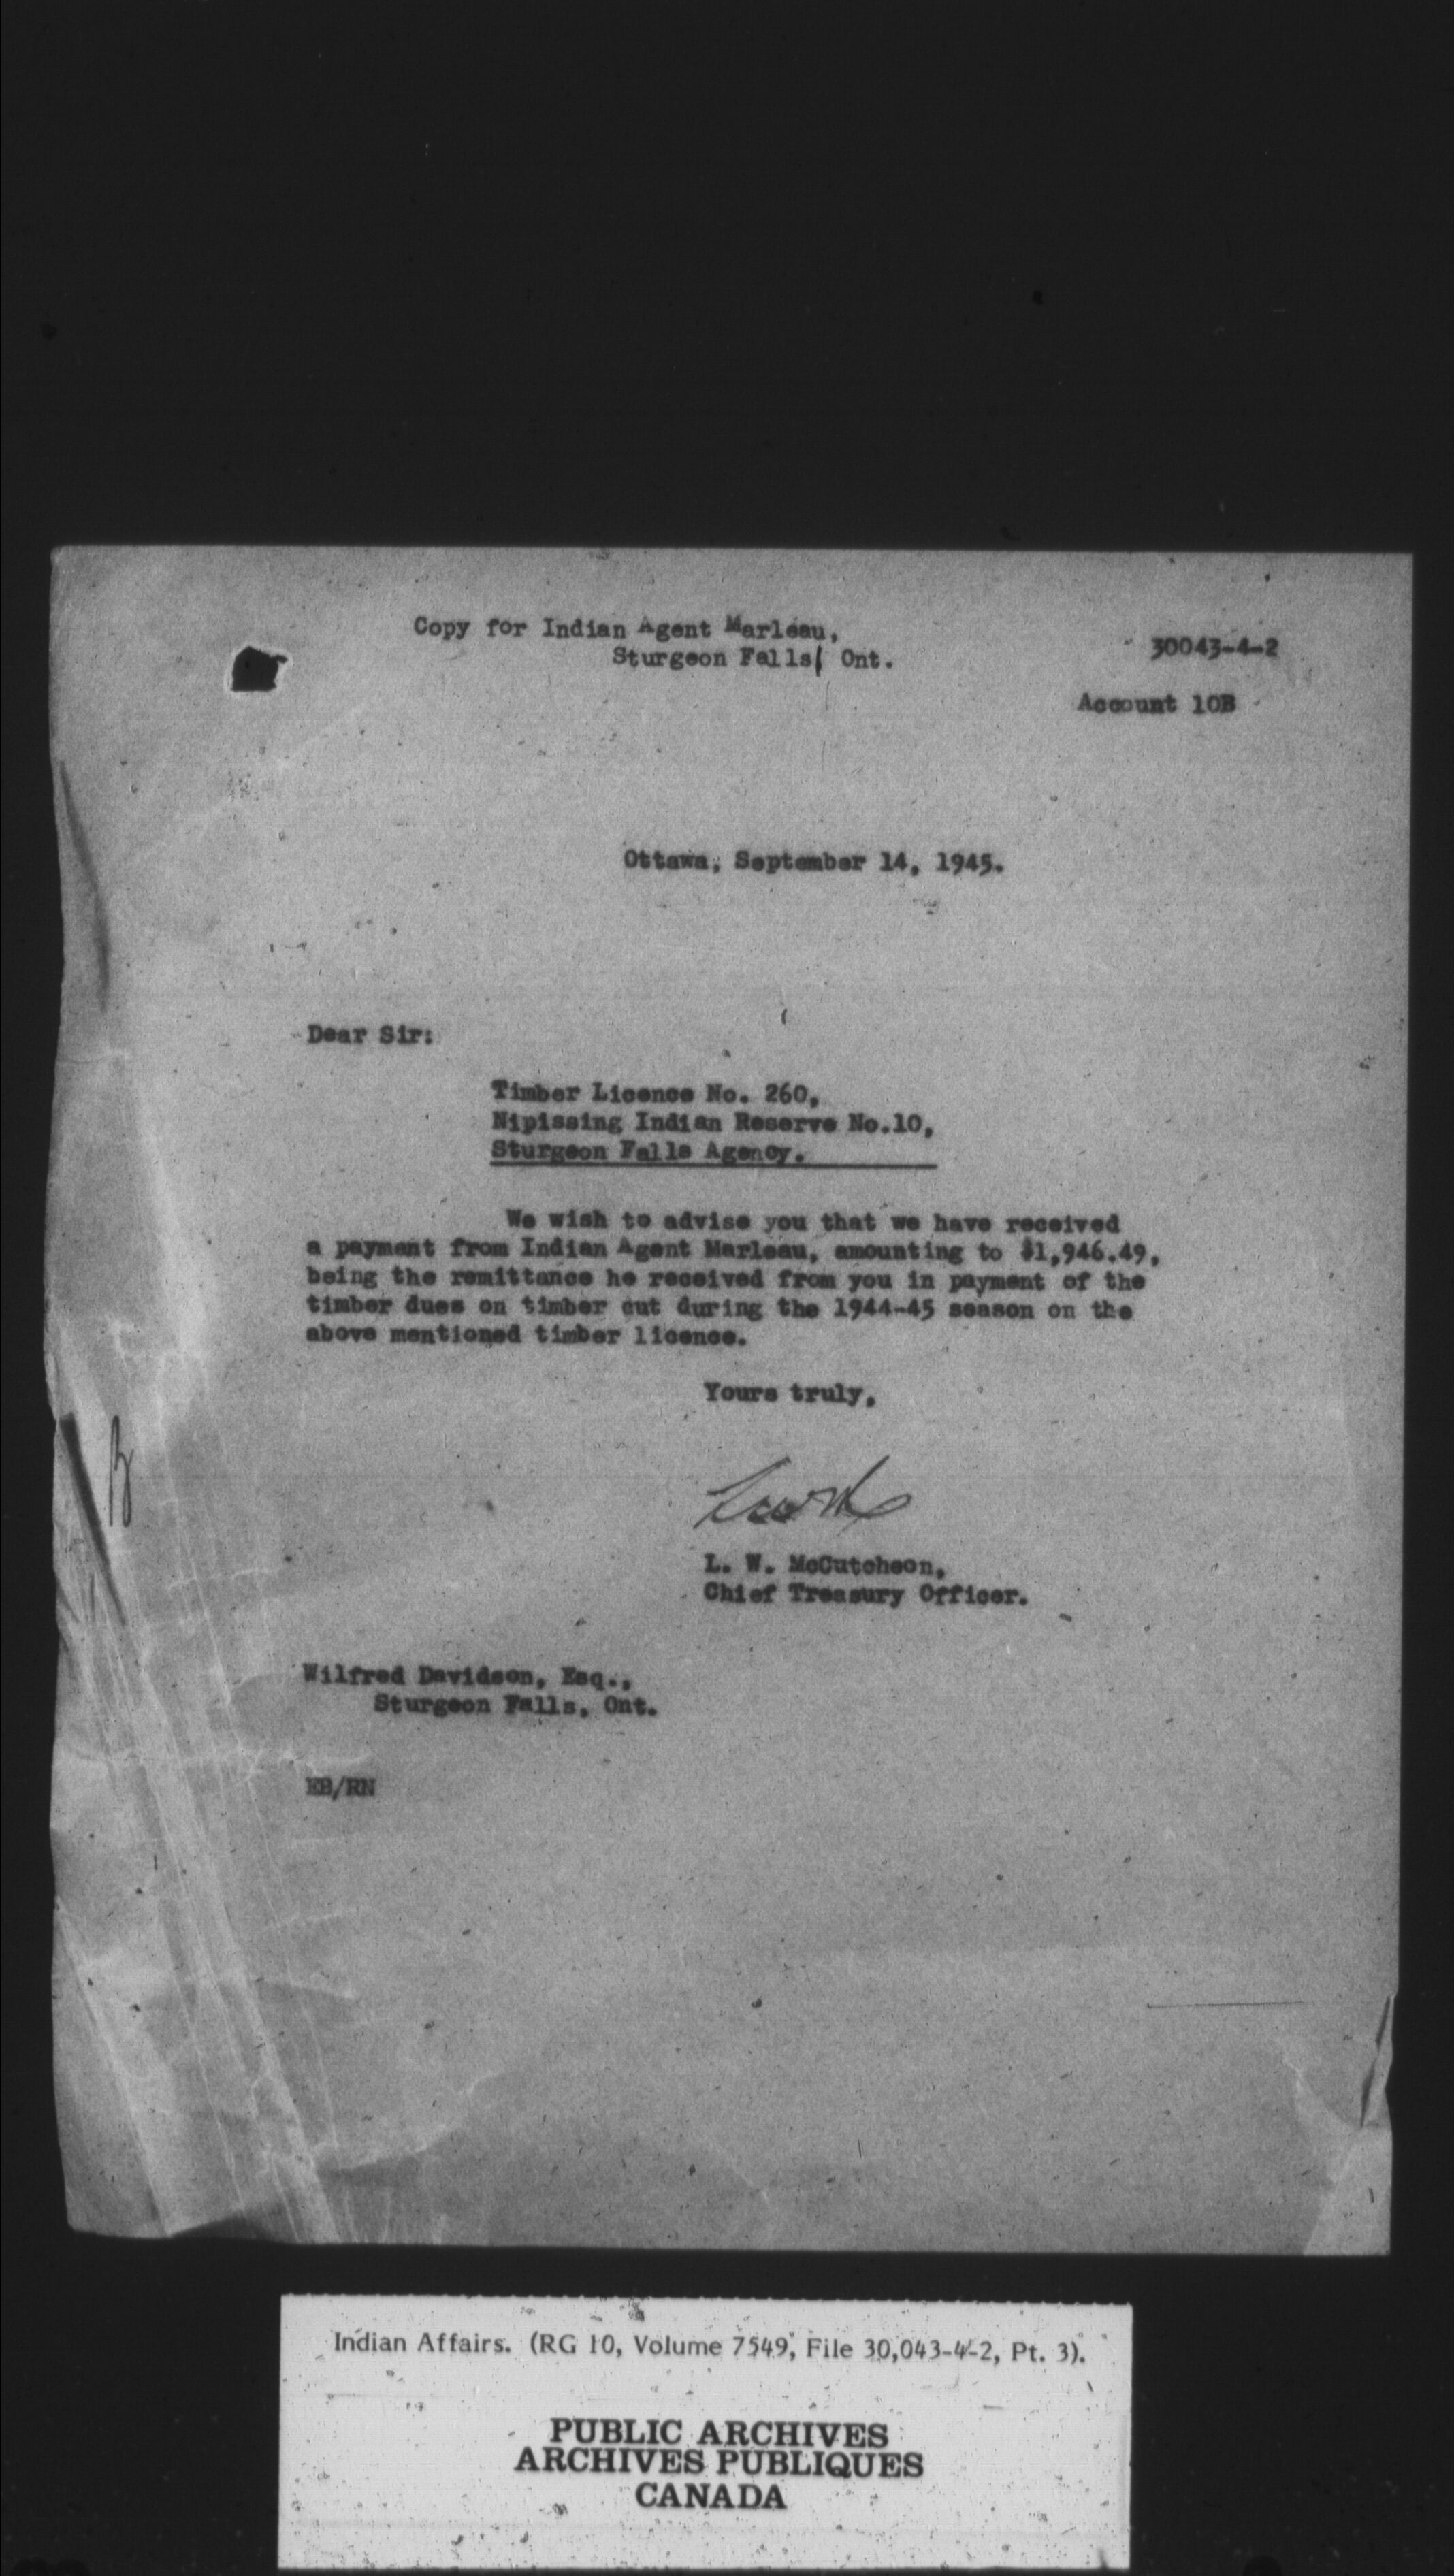 Copy for Indian Agent Marleau,
Sturgeon Falls, Ont.
30043-4-2
Account 10B
Ottawa, September 14, 1945.
Dear Sir:
Timber Licence No. 260,
Nipissing Indian Reserve No.10,
Sturgeon Falls Agency.
We wish to advise you that we have received
a payment from Indian Agent Marleau, amounting to $1,946.49,
being the remittance he received from you in payment of the
timber dues on timber cut during the 1944-45 season on the
above mentioned timber licence.
Yours truly,
L. W. McCutcheon,
Chief Treasury Officer.
Wilfred Davidson, Esq.,
Sturgeon Falls, Ont.
EB/RN
Indian Affairs. (RG 10, Volume 7549, File 30,043-4-2, Pt. 3).
PUBLIC ARCHIVES
ARCHIVES PUBLIQUES
CANADA